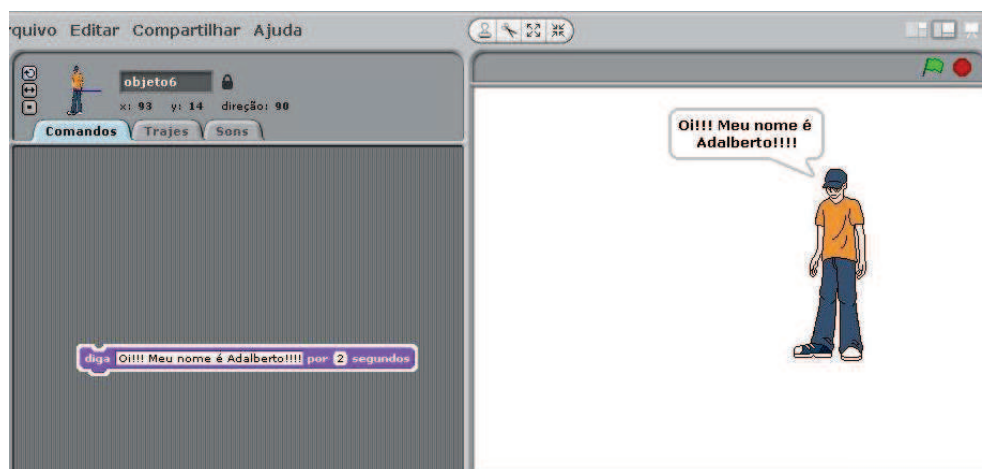 rquivo Editar Compartilhar Ajuda
objeto6
x: 93 y: 14 direção: 90
Comandos Trajes Sons
Oi!!! Meu nome é
Adalberto!!!!
diga Oi!!! Meu nome é Adalberto!!!! por 2 segundos